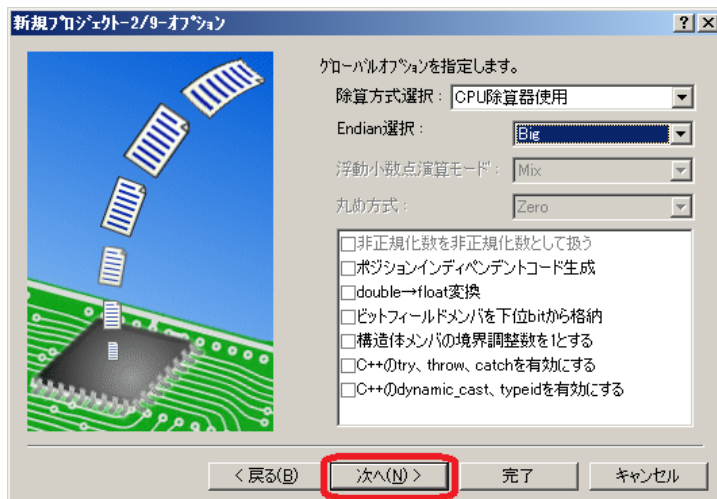 新規プロジェクト-2/9-オプション
グローバルオプションを指定します。
除算方式選択： CPU除算器使用
Endian選択： Big
浮動小数点演算モード： Mix
丸め方式： Zero
非正規化数を非正規化数として扱う
ポジションインディペンデントコード生成
double→float変換
ビットフィールドメンバを下位bitから格納
構造体メンバの境界調整数を1とする
C++のtry、throw、catchを有効にする
C++のdynamic_cast、typeidを有効にする
< 戻る(B) 次へ(N) > 完了 キャンセル